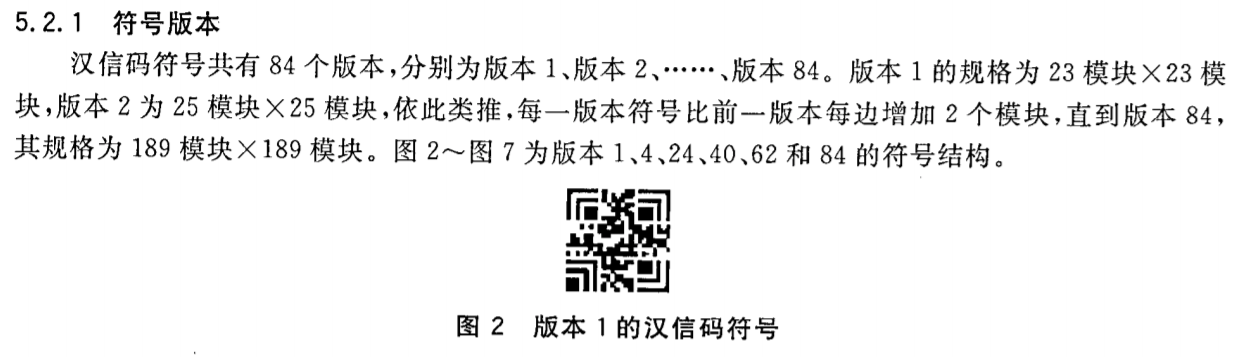 5.2.1 符号版本
汉信码符号共有 84 个版本,分别为版本 1、版本 2、……、版本 84。版本 1 的规格为 23 模块×23 模
块,版本 2 为 25 模块×25 模块,依此类推,每一版本符号比前一版本每边增加 2 个模块,直到版本 84,
其规格为 189 模块×189 模块。图 2～图 7 为版本 1、4、24、40、62 和 84 的符号结构。
图 2 版本 1 的汉信码符号